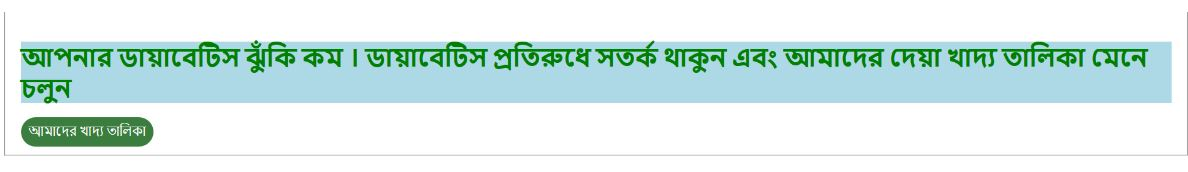 আপনার ডায়াবেটিস ঝুঁকি কম । ডায়াবেটিস প্রতিরুধে সতর্ক থাকুন এবং আমাদের দেয়া খাদ্য তালিকা মেনে
চলুন
আমাদের খাদ্য তালিকা